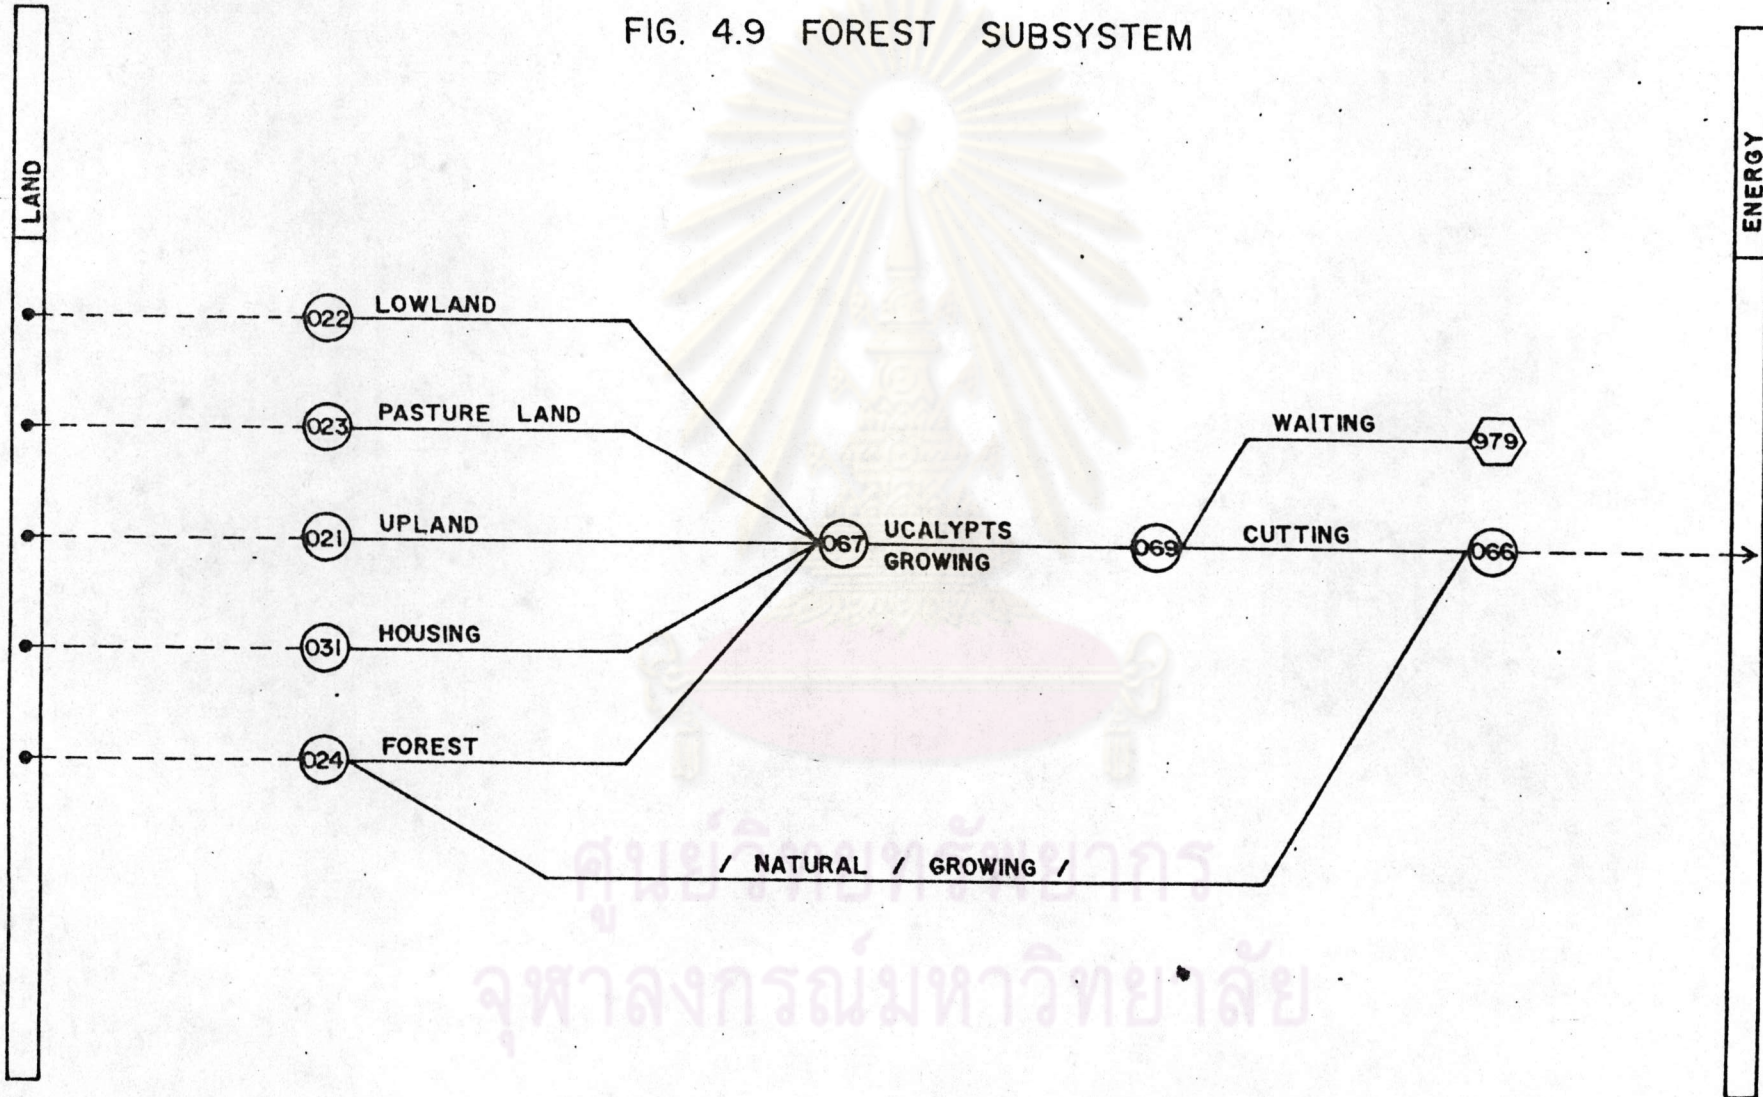 FIG. 4.9 FOREST SUBSYSTEM
LAND
ENERGY
022 LOWLAND
023 PASTURE LAND
WAITING 979
021 UPLAND
067 UCALYPTS
GROWING
069 CUTTING 066
031 HOUSING
024 FOREST
/ NATURAL / GROWING /
ศูนย์วิทยทรัพยากร
จุฬาลงกรณ์มหาวิทยาลัย